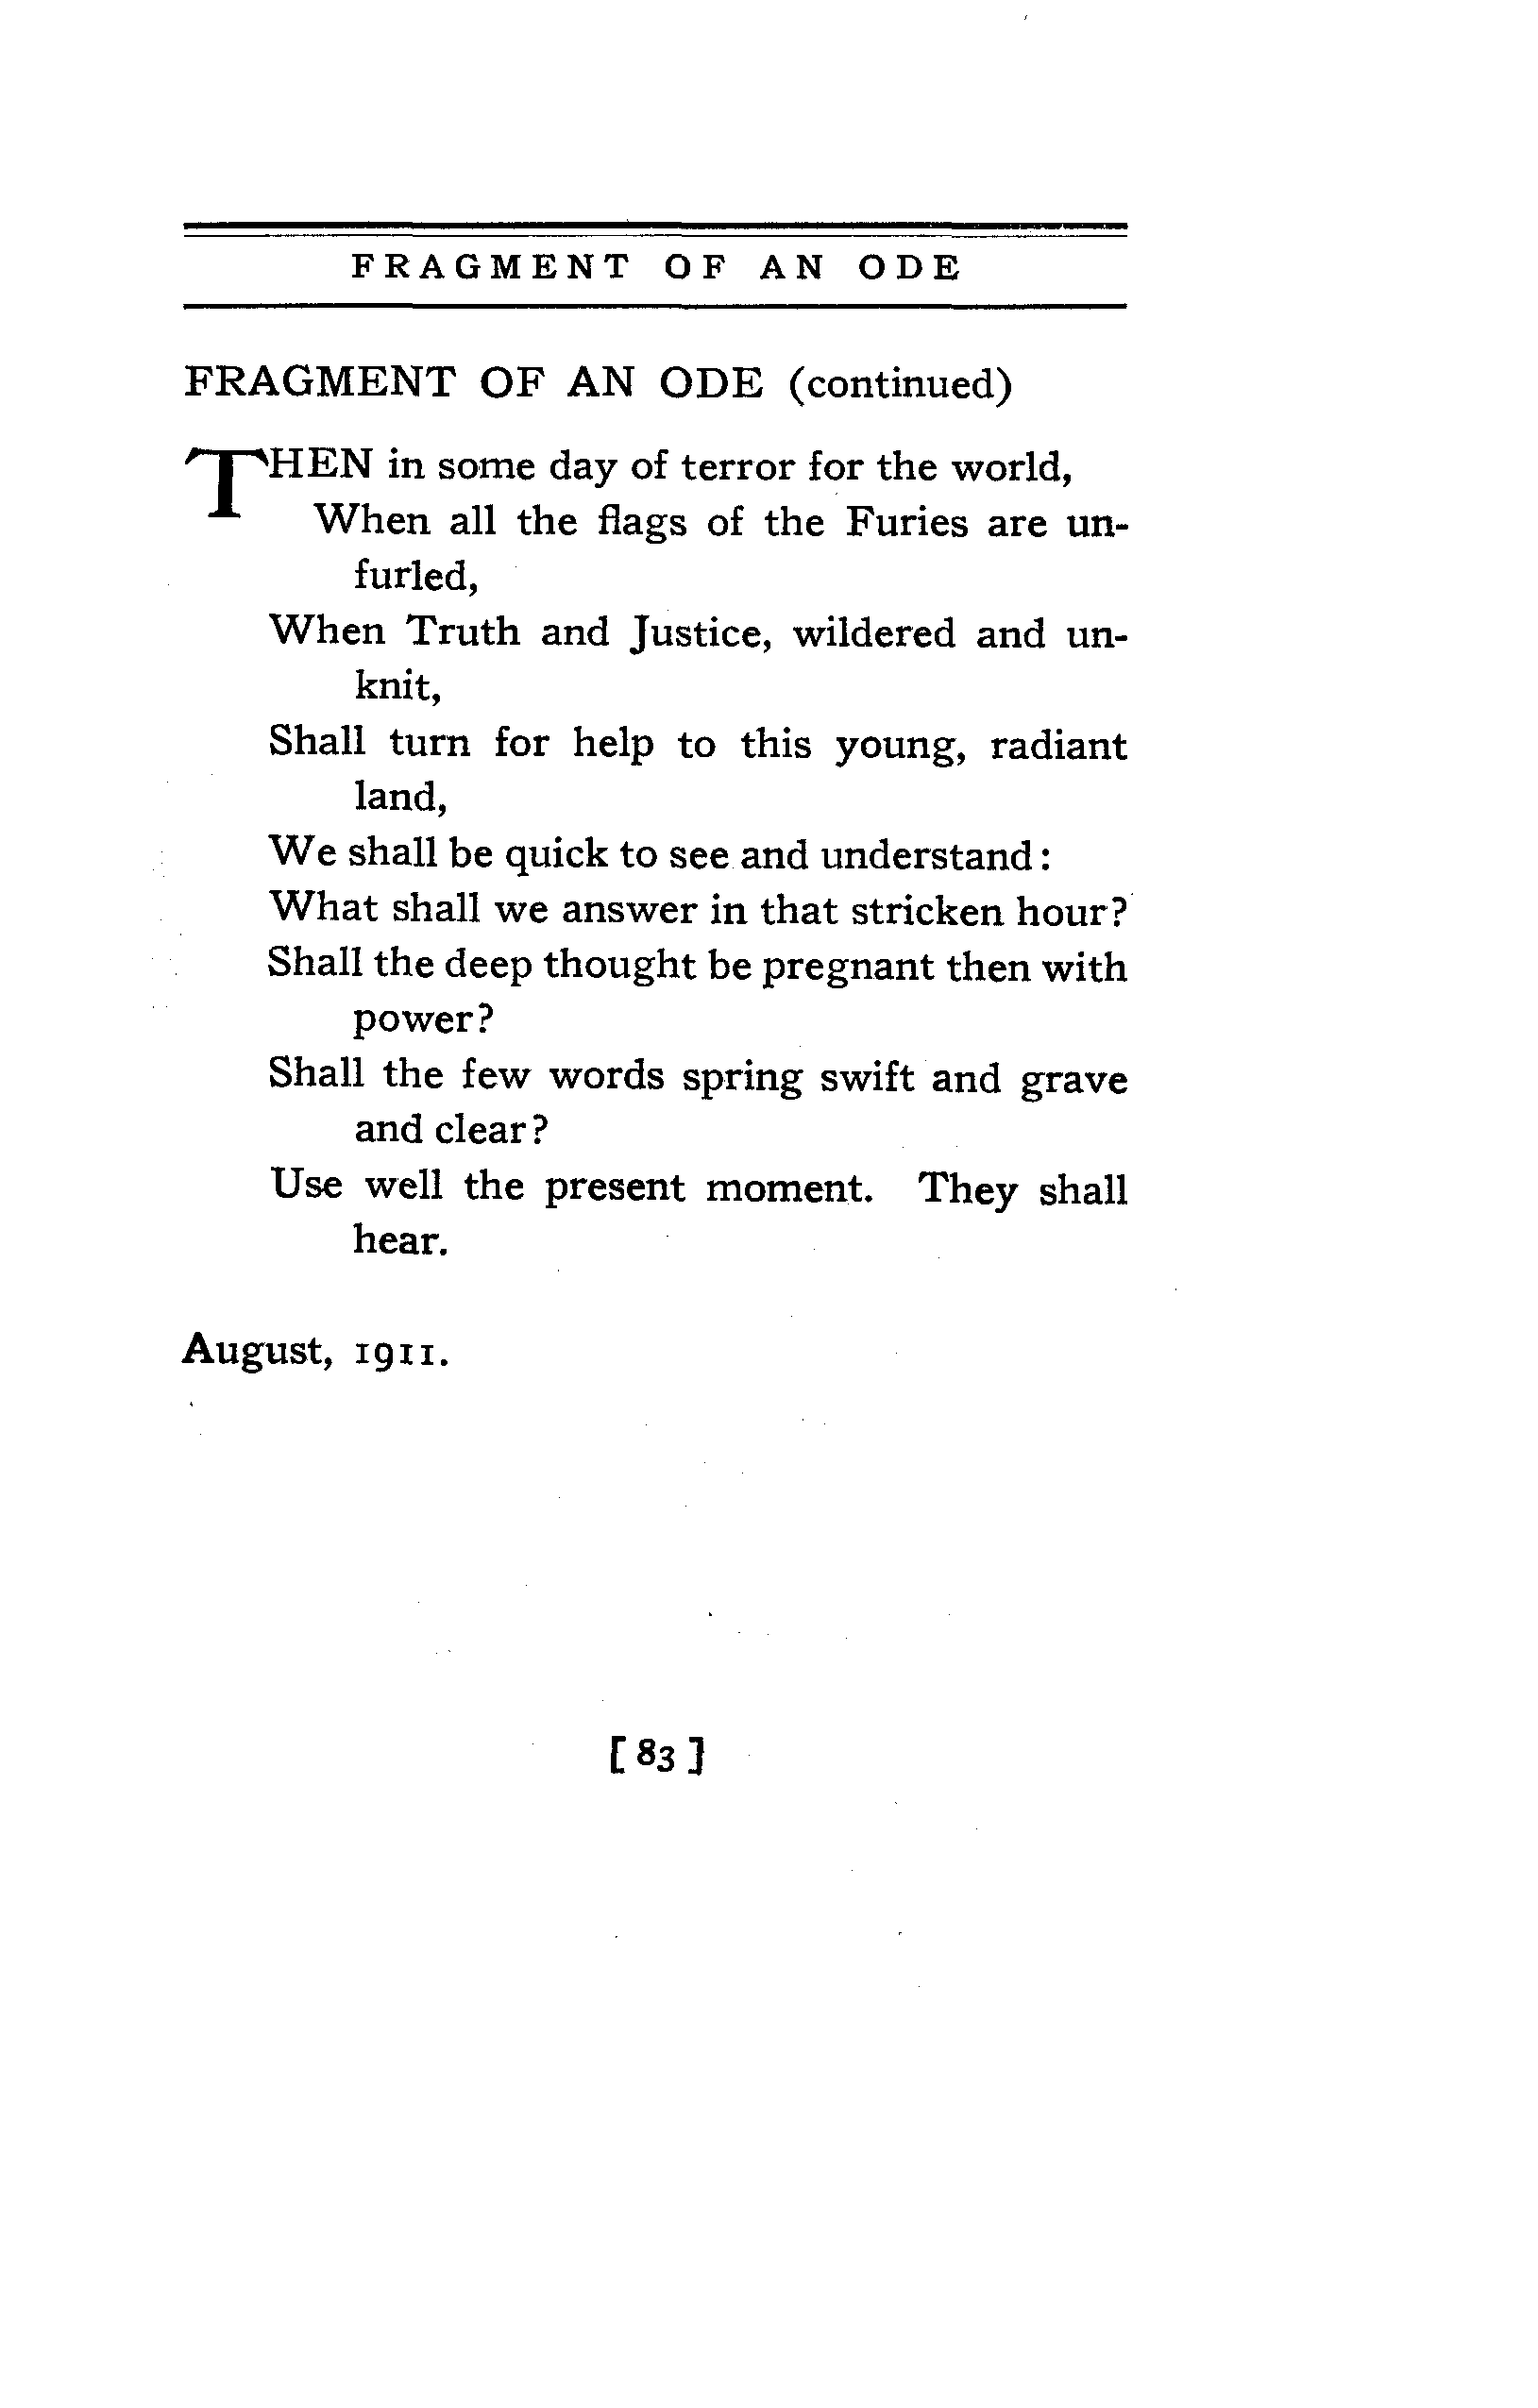 FRAGMENT OF AN ODE
FRAGMENT OF AN ODE (continued)
THEN in some day of terror for the world,
When all the flags of the Furies are un-
furled,
When Truth and Justice, wildered and un-
knit,
Shall turn for help to this young, radiant
land,
We shall be quick to see and understand:
What shall we answer in that stricken hour?
Shall the deep thought be pregnant then with
power?
Shall the few words spring swift and grave
and clear?
Use well the present moment. They shall
hear.
August, 1911.
[83]